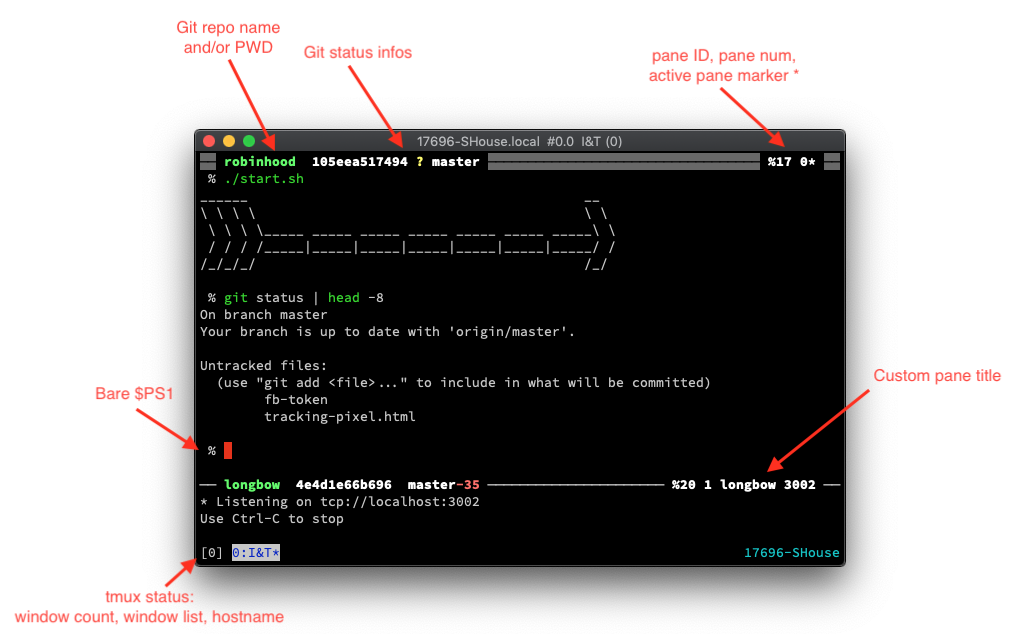 Git repo name
and/or PWD
Git status infos
pane ID, pane num,
active pane marker *
17696-SHouse.local #0.0 I&T (0)
robinhood 105eea517494 ? master %17 0*
% ./start.sh
______                                          __
\ \ \ \                                         \ \
 \ \ \ \_____ _____ _____ _____ _____ _____ _____\ \
 / / / /_____|_____|_____|_____|_____|_____|_____/ /
/_/_/_/                                         /_/
% git status | head -8
On branch master
Your branch is up to date with 'origin/master'.
Untracked files:
(use "git add <file>..." to include in what will be committed)
fb-token
tracking-pixel.html
Custom pane title
Bare $PS1
%
longbow 4e4d1e66b696 master-35 %20 1 longbow 3002
* Listening on tcp://localhost:3002
Use Ctrl-C to stop
[0] 0:I&T* 17696-SHouse
tmux status:
window count, window list, hostname